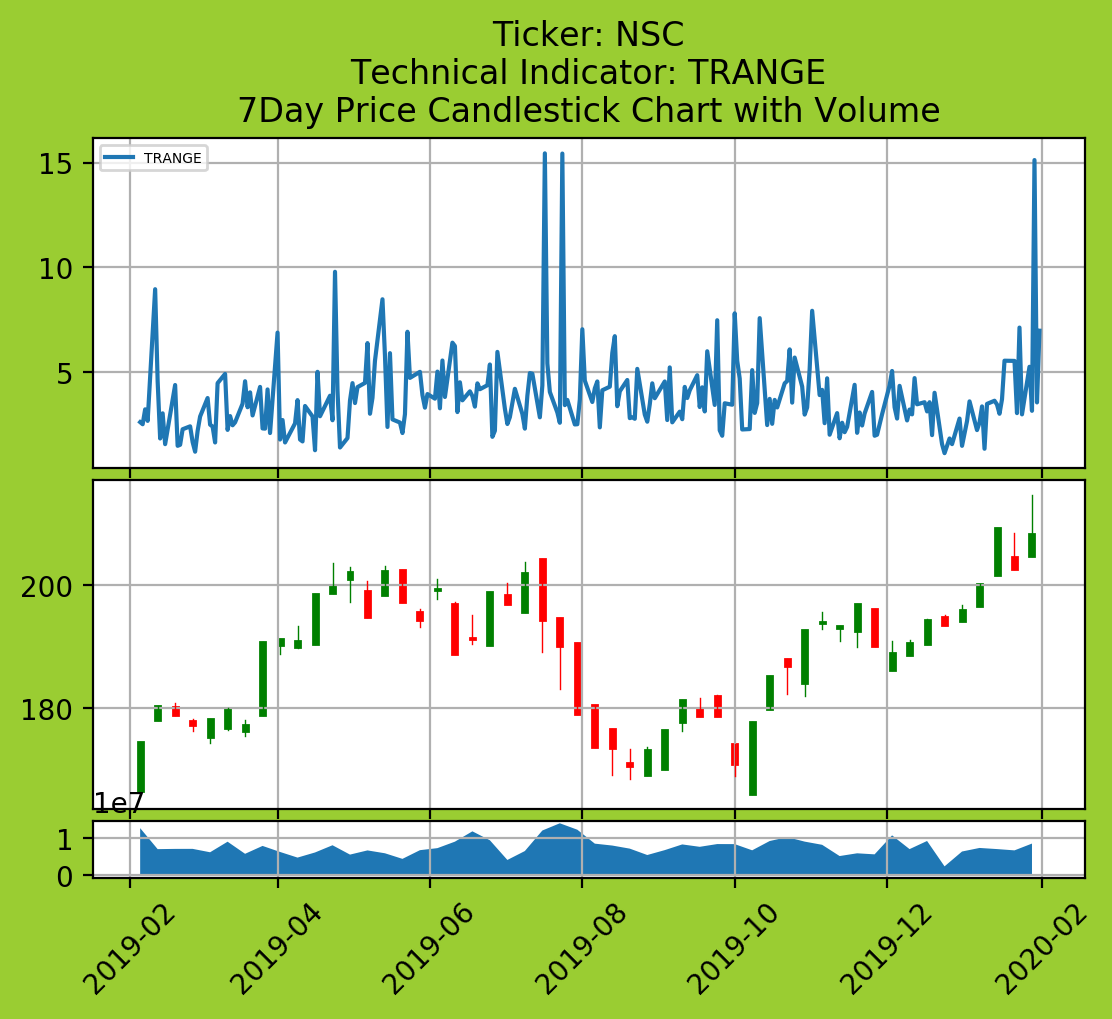 Ticker: NSC
Technical Indicator: TRANGE
7Day Price Candlestick Chart with Volume
TRANGE
15
10
5
200
180
1e7
1
0
2019-02
2019-04
2019-06
2019-08
2019-10
2019-12
2020-02